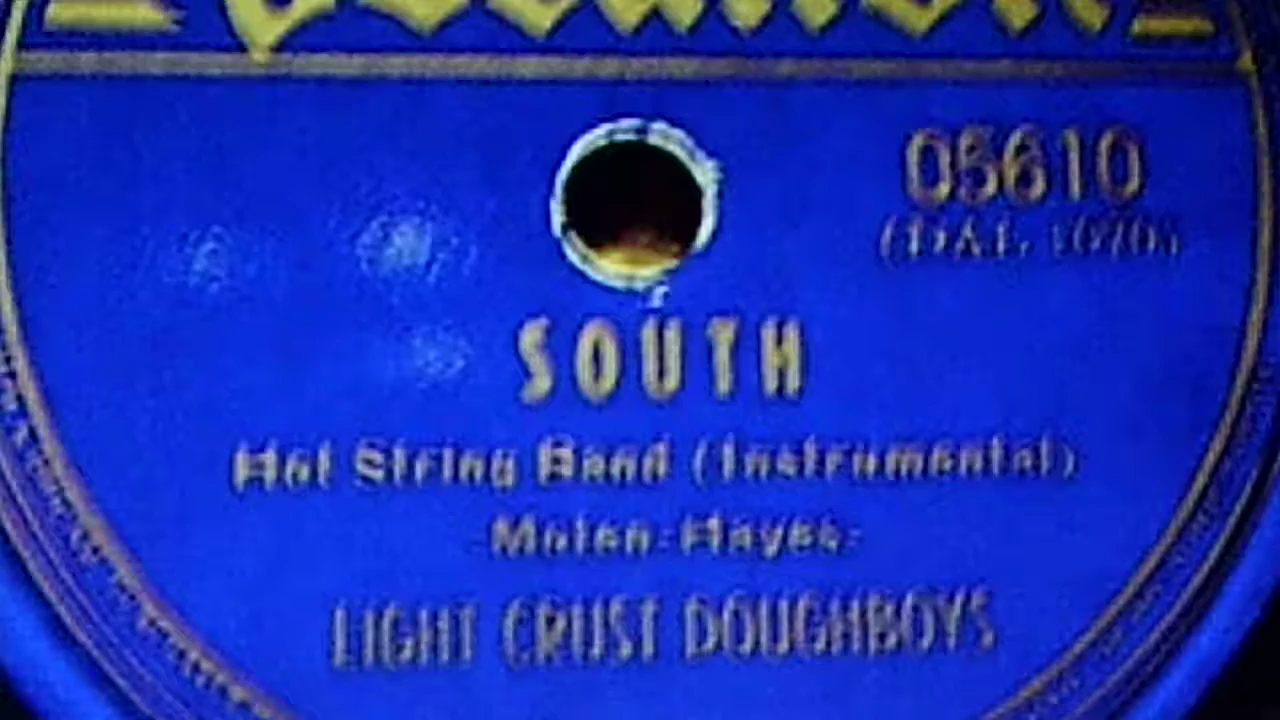 05610
SOUTH
Hot String Band (Instrumental)
-Moten-Hayes-
LIGHT CRUST DOUGHBOYS